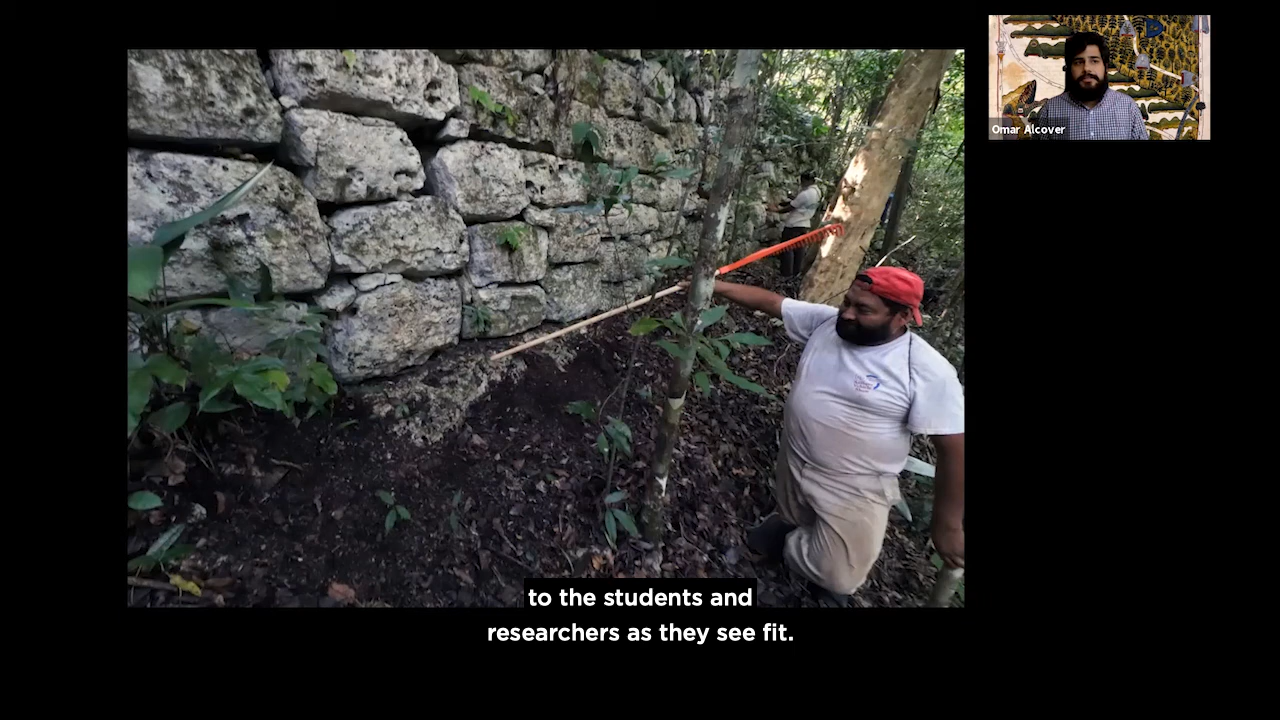 Omar Alcover
to the students and
researchers as they see fit.